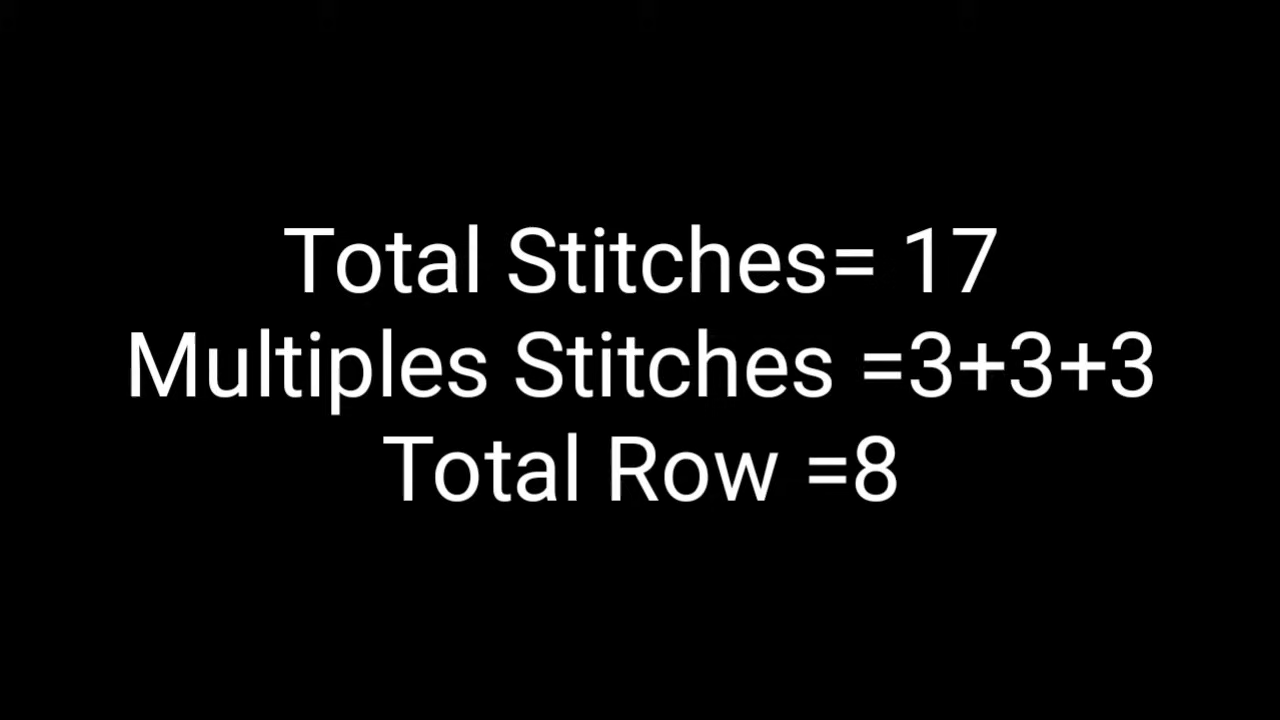 Total Stitches= 17
Multiples Stitches =3+3+3
Total Row =8